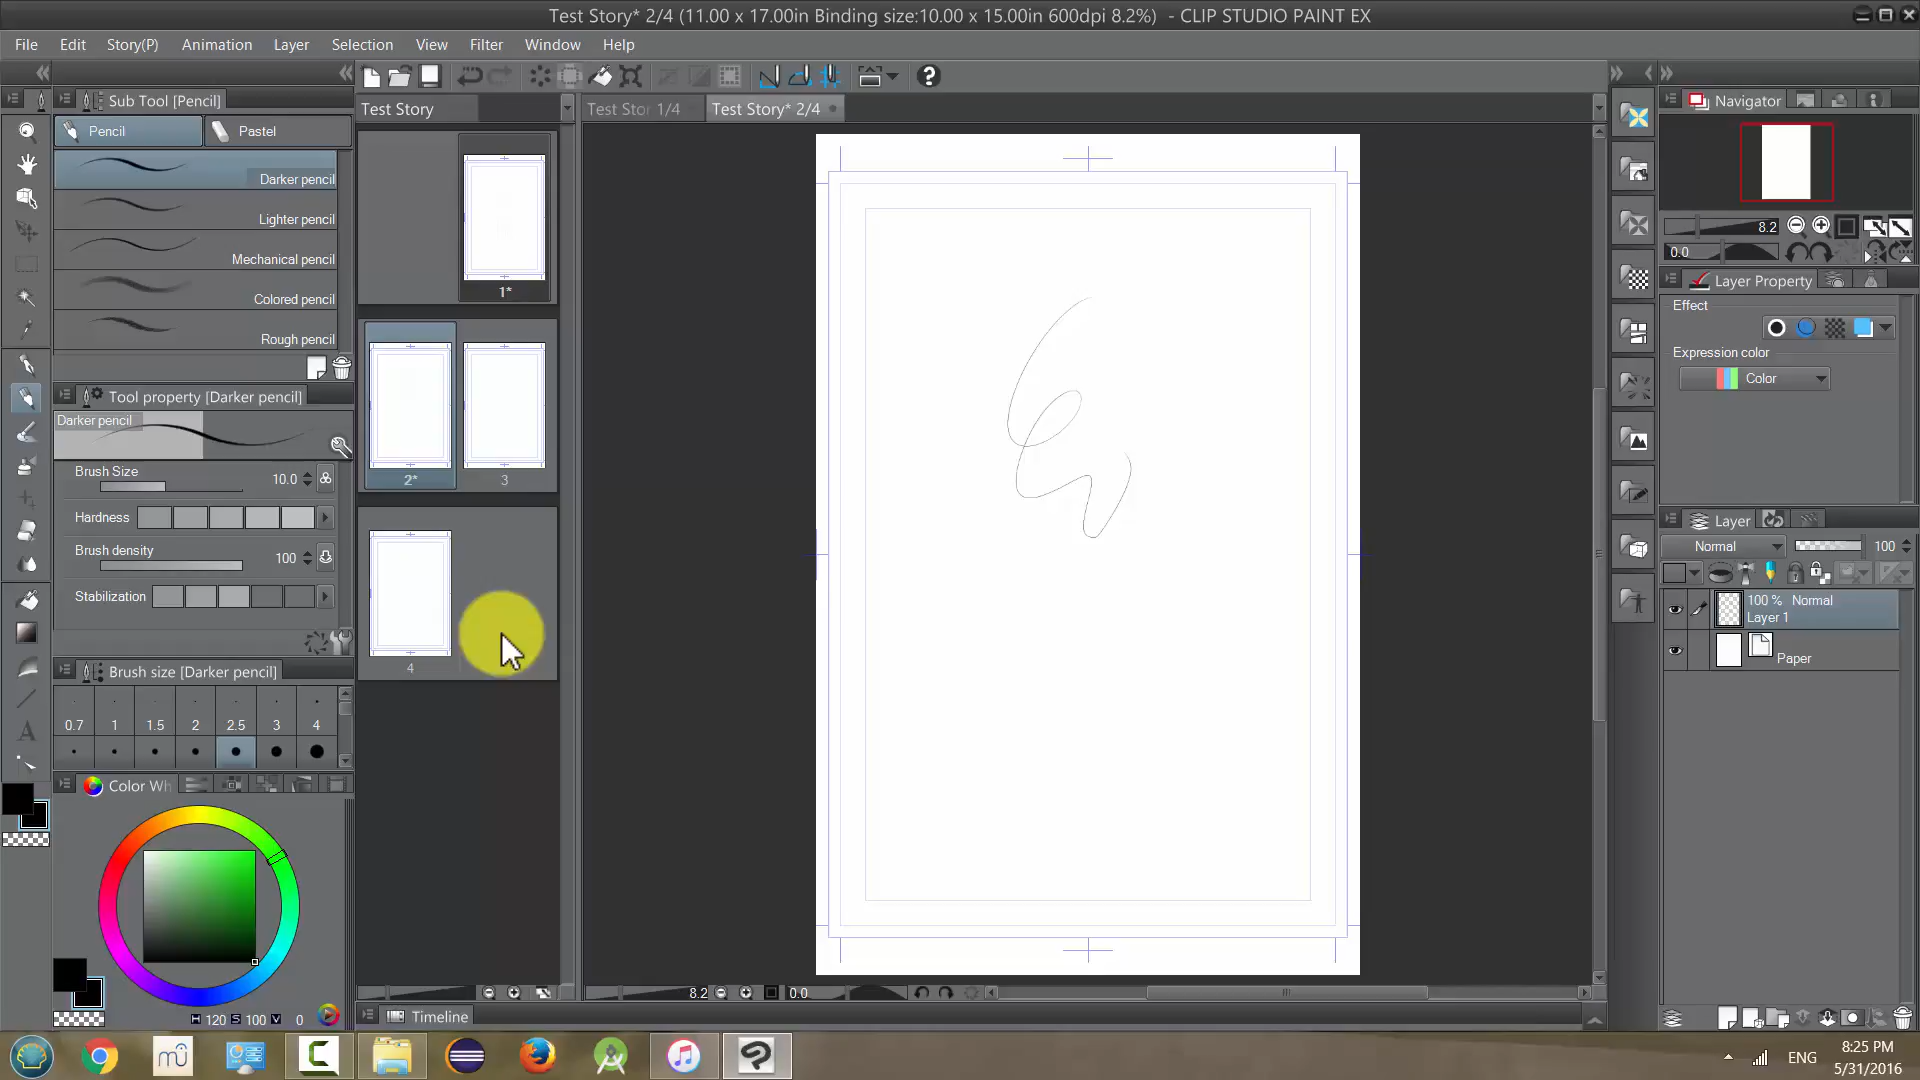 Test Story* 2/4 (11.00 x 17.00in Binding size:10.00 x 15.00in 600dpi 8.2%) - CLIP STUDIO PAINT EX
File Edit Story(P) Animation Layer Selection View Filter Window Help
Sub Tool [Pencil]
Pencil Pastel
Darker pencil
Lighter pencil
Mechanical pencil
Colored pencil
Rough pencil
Tool property [Darker pencil]
Darker pencil
Brush Size 10.0
Hardness
Brush density 100
Stabilization
Brush size [Darker pencil]
0.7 1 1.5 2 2.5 3 4
Color Wh
H 120 S 100 V 0
Test Story
1*
2* 3
4
Test Stor 1/4 Test Story* 2/4
8.2 0.0
Timeline
Navigator
8.2
0.0
Layer Property
Effect
Expression color
Color
Layer
Normal 100
100 % Normal
Layer 1
Paper
ENG
8:25 PM
5/31/2016